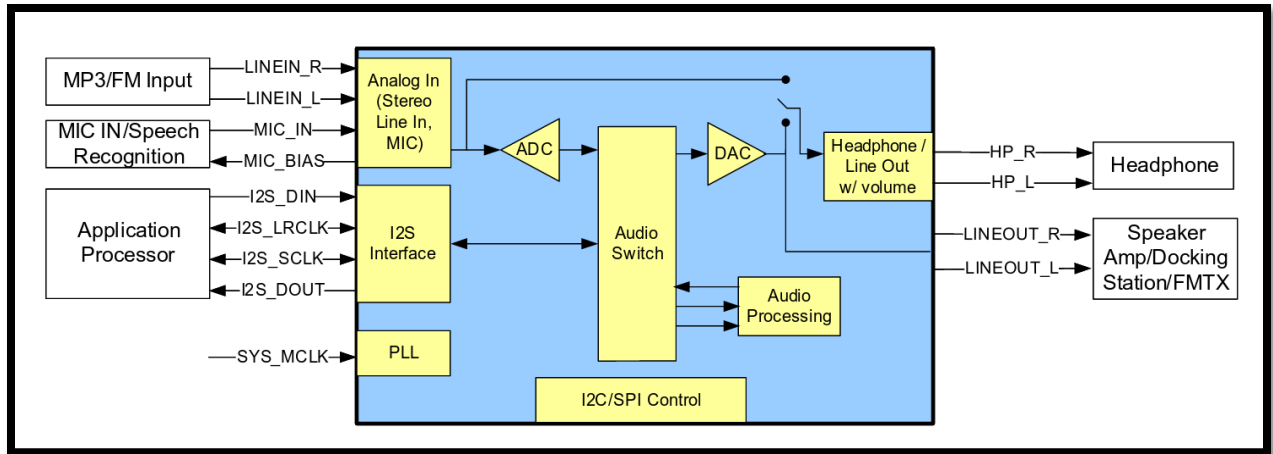 MP3/FM Input
LINEIN_R
LINEIN_L
MIC IN/Speech
Recognition
MIC_IN
MIC_BIAS
Application
Processor
I2S_DIN
I2S_LRCLK
I2S_SCLK
I2S_DOUT
SYS_MCLK
Analog In
(Stereo
Line In,
MIC)
I2S
Interface
PLL
ADC
Audio
Switch
DAC
Audio
Processing
I2C/SPI Control
Headphone /
Line Out
w/ volume
HP_R
HP_L
Headphone
LINEOUT_R
LINEOUT_L
Speaker
Amp/Docking
Station/FMTX